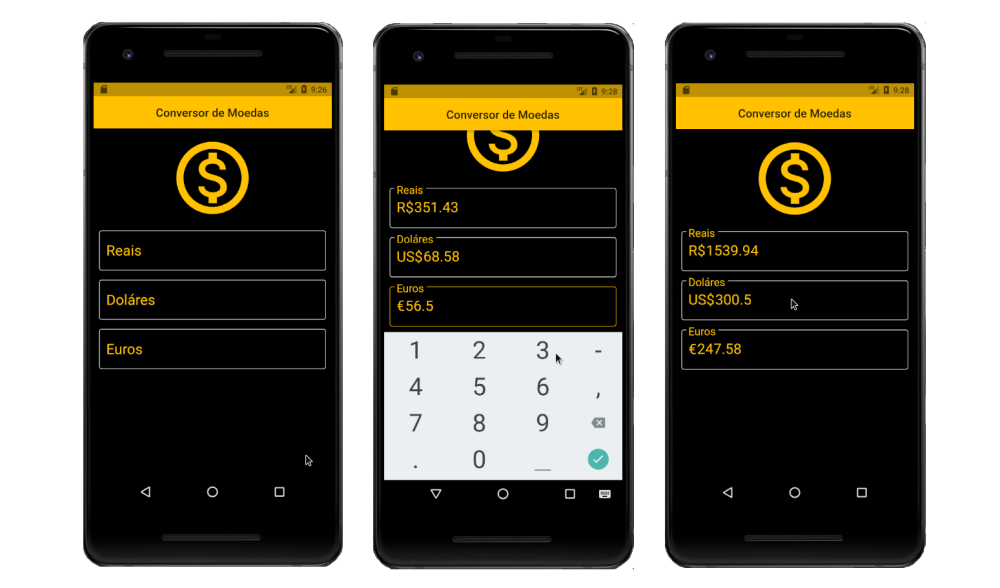 9:26
Conversor de Moedas
$
Reais
Doláres
Euros
9:28
Conversor de Moedas
$
Reais
R$351.43
Doláres
US$68.58
Euros
€56.5
1 2 3 -
4 5 6 ,
7 8 9
. 0 _
9:28
Conversor de Moedas
$
Reais
R$1539.94
Doláres
US$300.5
Euros
€247.58